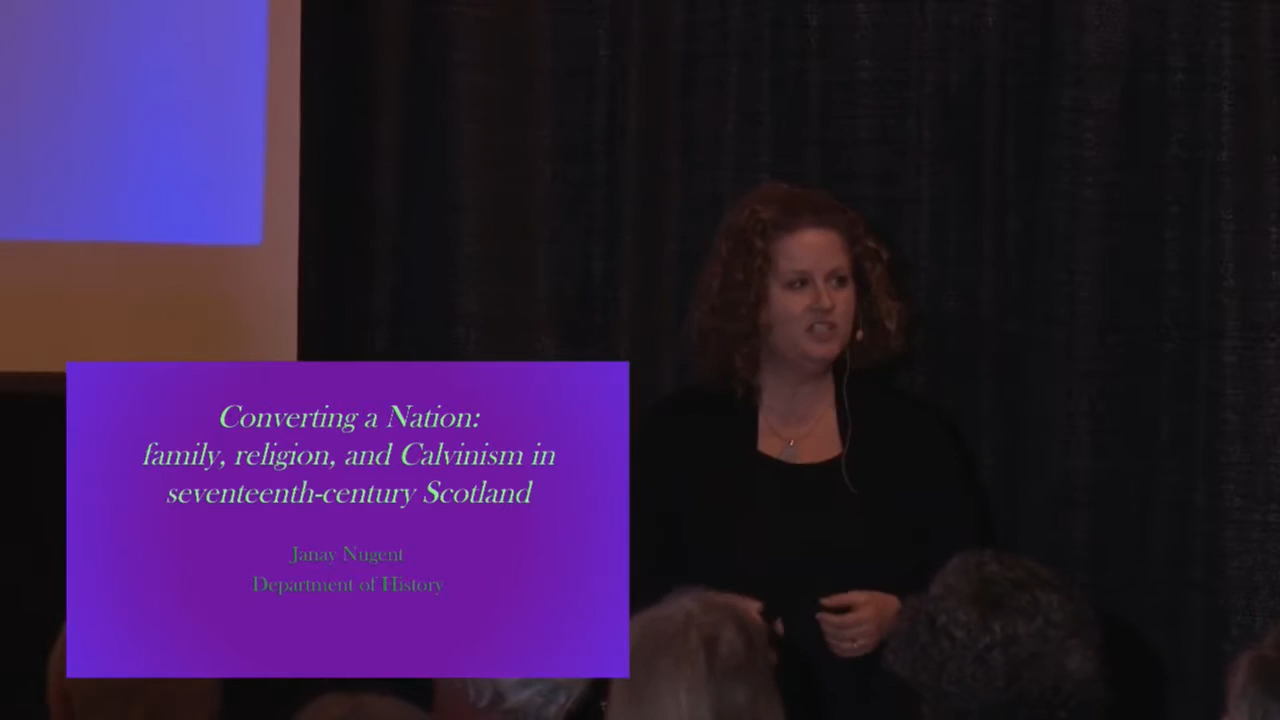 Converting a Nation:
family, religion, and Calvinism in
seventeenth-century Scotland
Janay Nugent
Department of History